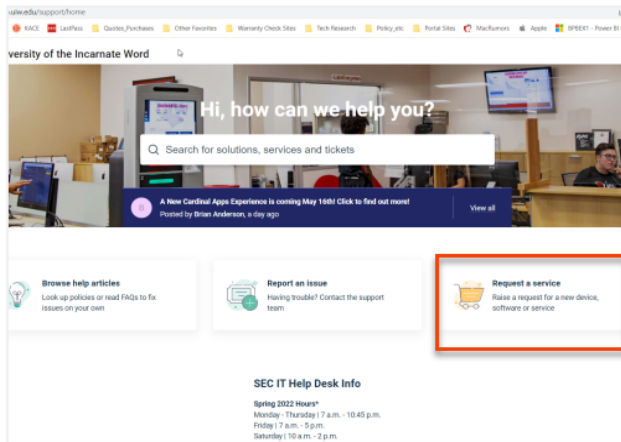 .uiw.edu/support/home
KACE LastPass Quotes_Purchases Other Favorites Warranty Check Sites Tech Research Policy_etc Portal Sites MacRumors Apple BPBEX1 - Power BI
versity of the Incarnate Word
Hi, how can we help you?
Search for solutions, services and tickets
B
A New Cardinal Apps Experience is coming May 16th! Click to find out more!
Posted by Brian Anderson, a day ago
View all
Browse help articles
Look up policies or read FAQs to fix
issues on your own
Report an issue
Having trouble? Contact the support
team
Request a service
Raise a request for a new device,
software or service
SEC IT Help Desk Info
Spring 2022 Hours*
Monday - Thursday | 7 a.m. - 10:45 p.m.
Friday | 7 a.m. - 5 p.m.
Saturday | 10 a.m. - 2 p.m.